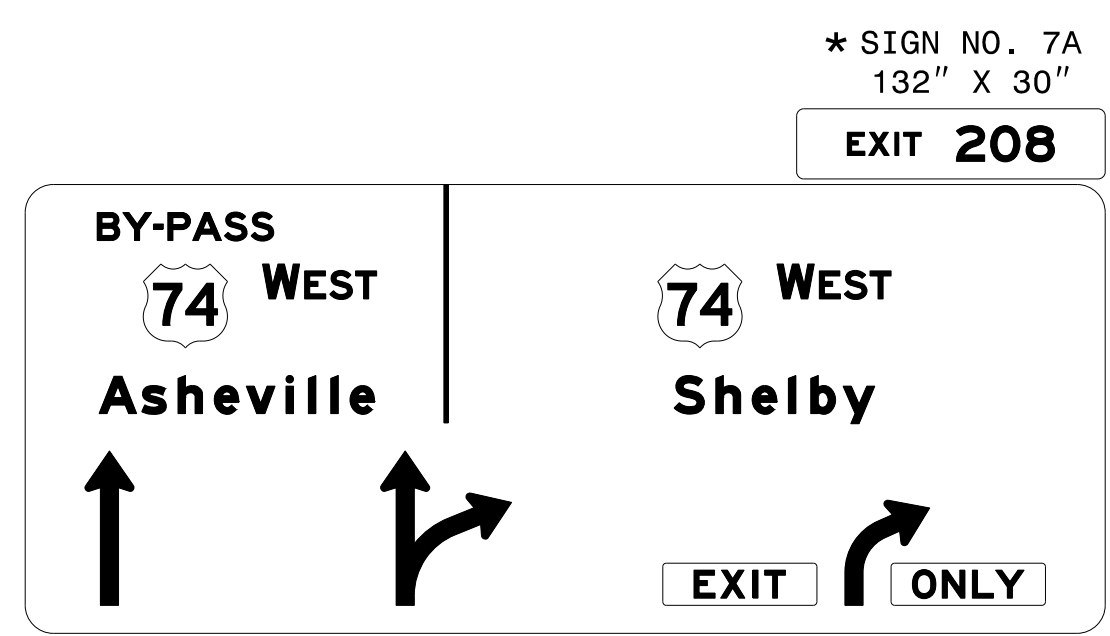 * SIGN NO. 7A
132" X 30"
EXIT 208
BY-PASS
74 WEST
Asheville
74 WEST
Shelby
EXIT ONLY